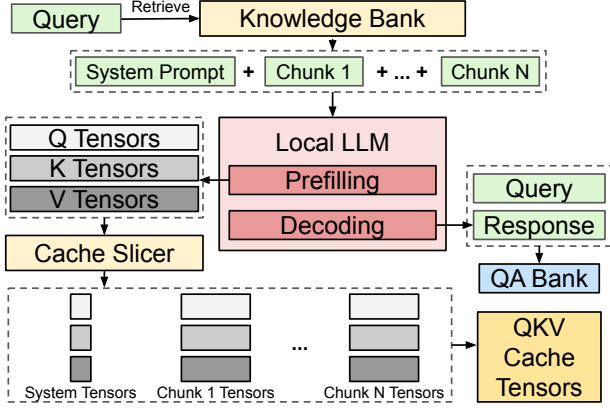 Query
Retrieve
Knowledge Bank
System Prompt + Chunk 1 + ... + Chunk N
Q Tensors
K Tensors
V Tensors
Local LLM
Prefilling
Decoding
Query
Response
QA Bank
Cache Slicer
...
System Tensors
Chunk 1 Tensors
Chunk N Tensors
QKV
Cache
Tensors